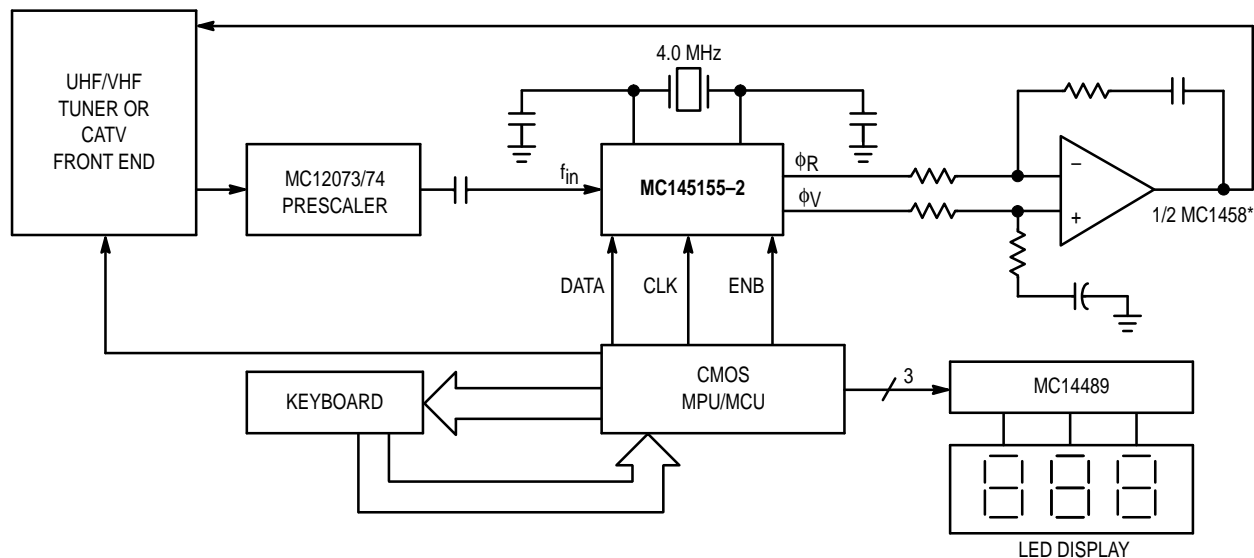 4.0 MHz
UHF/VHF
TUNER OR
CATV
FRONT END
MC12073/74
PRESCALER
fin
MC145155–2
ϕR
ϕV
–
+
1/2 MC1458*
DATA
CLK
ENB
KEYBOARD
CMOS
MPU/MCU
3
MC14489
LED DISPLAY